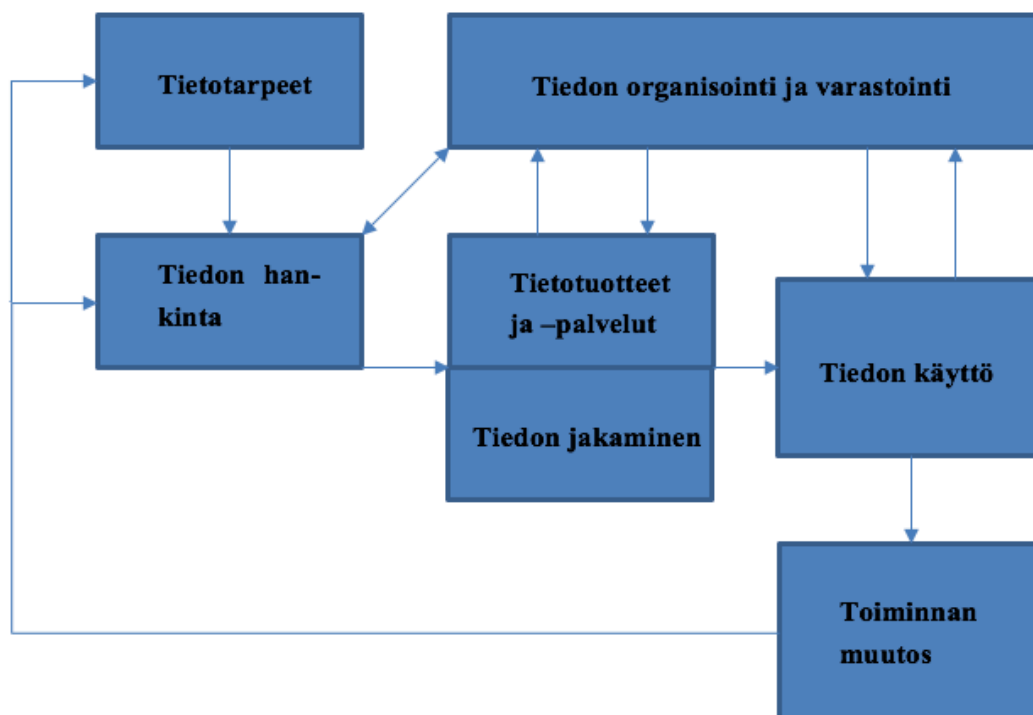 Tietotarpeet
Tiedon organisointi ja varastointi
Tiedon han-
kinta
Tietotuotteet
ja –palvelut
Tiedon käyttö
Tiedon jakaminen
Toiminnan
muutos